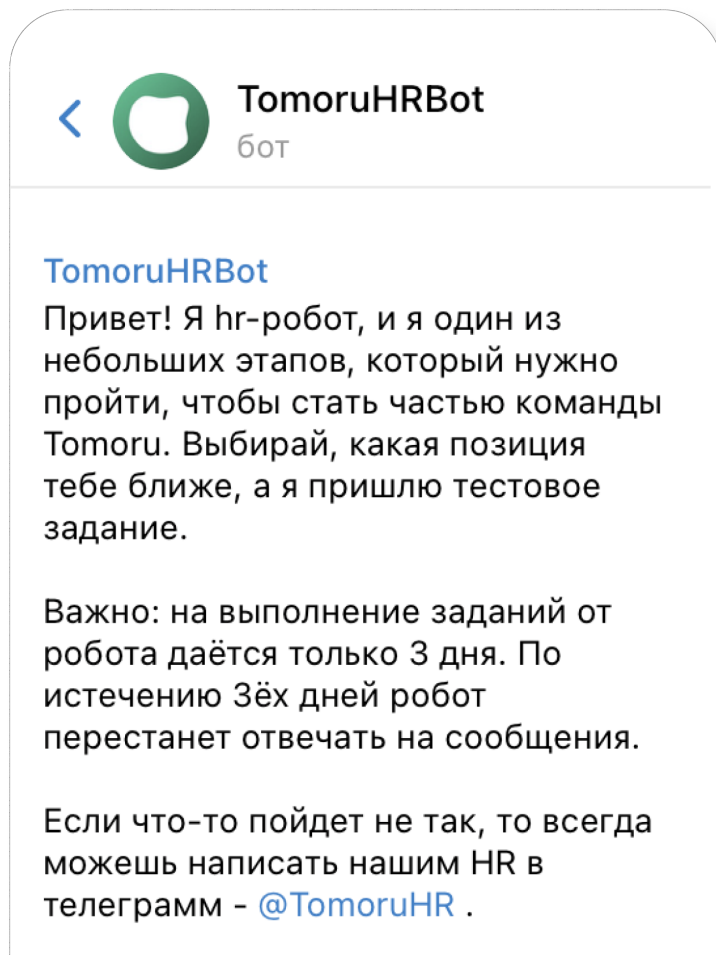 TomoruHRBot
бот
TomoruHRBot
Привет! Я hr-робот, и я один из
небольших этапов, который нужно
пройти, чтобы стать частью команды
Tomoru. Выбирай, какая позиция
тебе ближе, а я пришлю тестовое
задание.
Важно: на выполнение заданий от
робота даётся только 3 дня. По
истечению 3ёх дней робот
перестанет отвечать на сообщения.
Если что-то пойдет не так, то всегда
можешь написать нашим HR в
телеграмм - @TomoruHR .